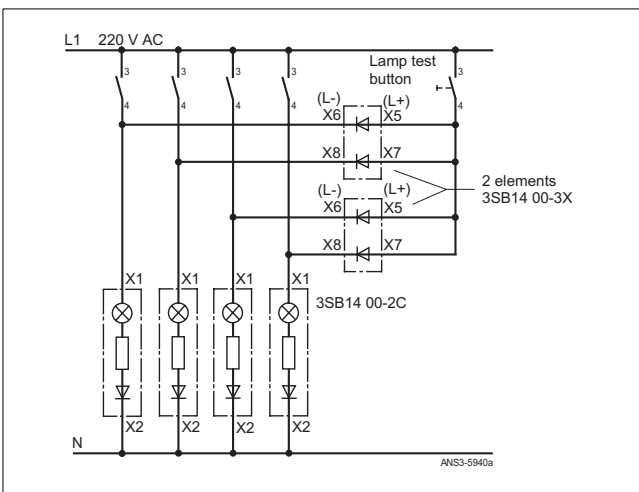 L1 220 V AC
Lamp test
button
3 3 3 3 3
4 4 4 4 4
(L-) (L+)
X6 X5
X8 X7
2 elements
3SB14 00-3X
(L-) (L+)
X6 X5
X8 X7
X1 X1 X1 X1
3SB14 00-2C
X2 X2 X2 X2
N
ANS3-5940a